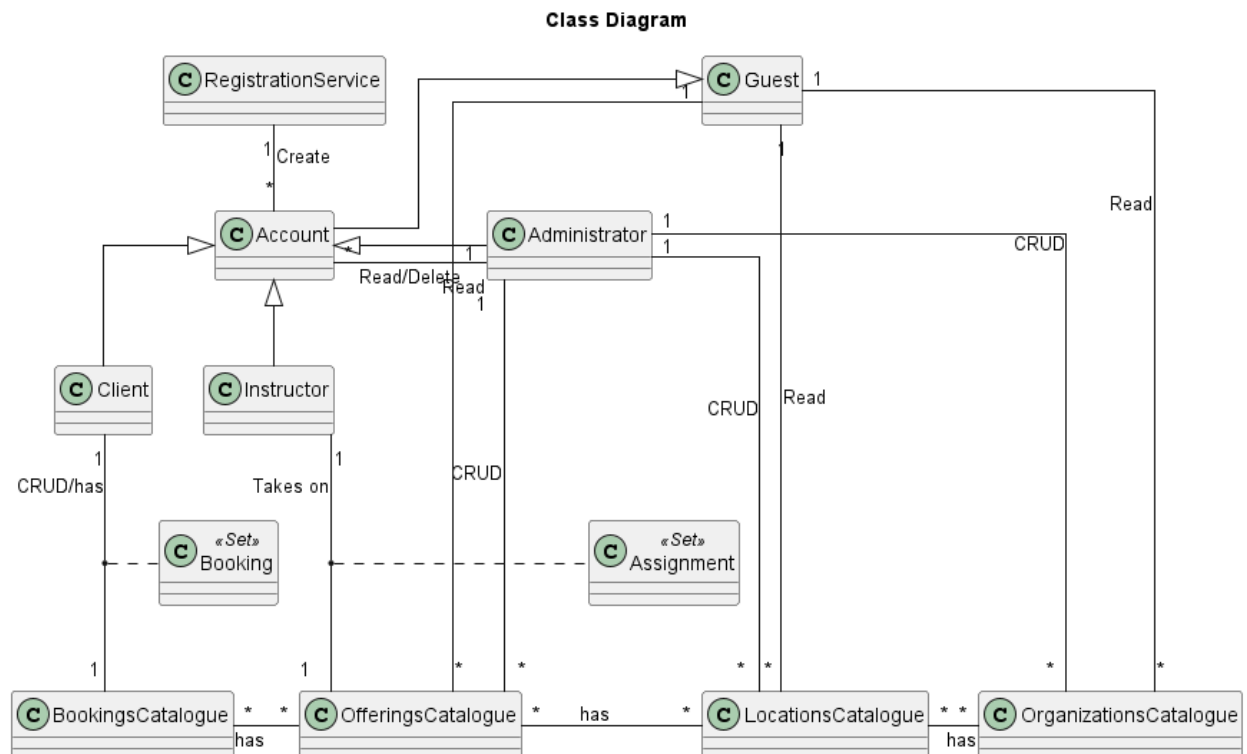 Class Diagram
C RegistrationService
C Guest
1
1
1
Create
*
1
Read
C Account
C Administrator
1
1
*
1
CRUD
Read/Delete
Read
1
C Client
C Instructor
Read
CRUD
1
1
CRUD/has
Takes on
CRUD
C «Set» Booking
C «Set» Assignment
1
1
*
*
*
*
*
*
C BookingsCatalogue
* *
has
C OfferingsCatalogue
* has *
C LocationsCatalogue
* *
has
C OrganizationsCatalogue